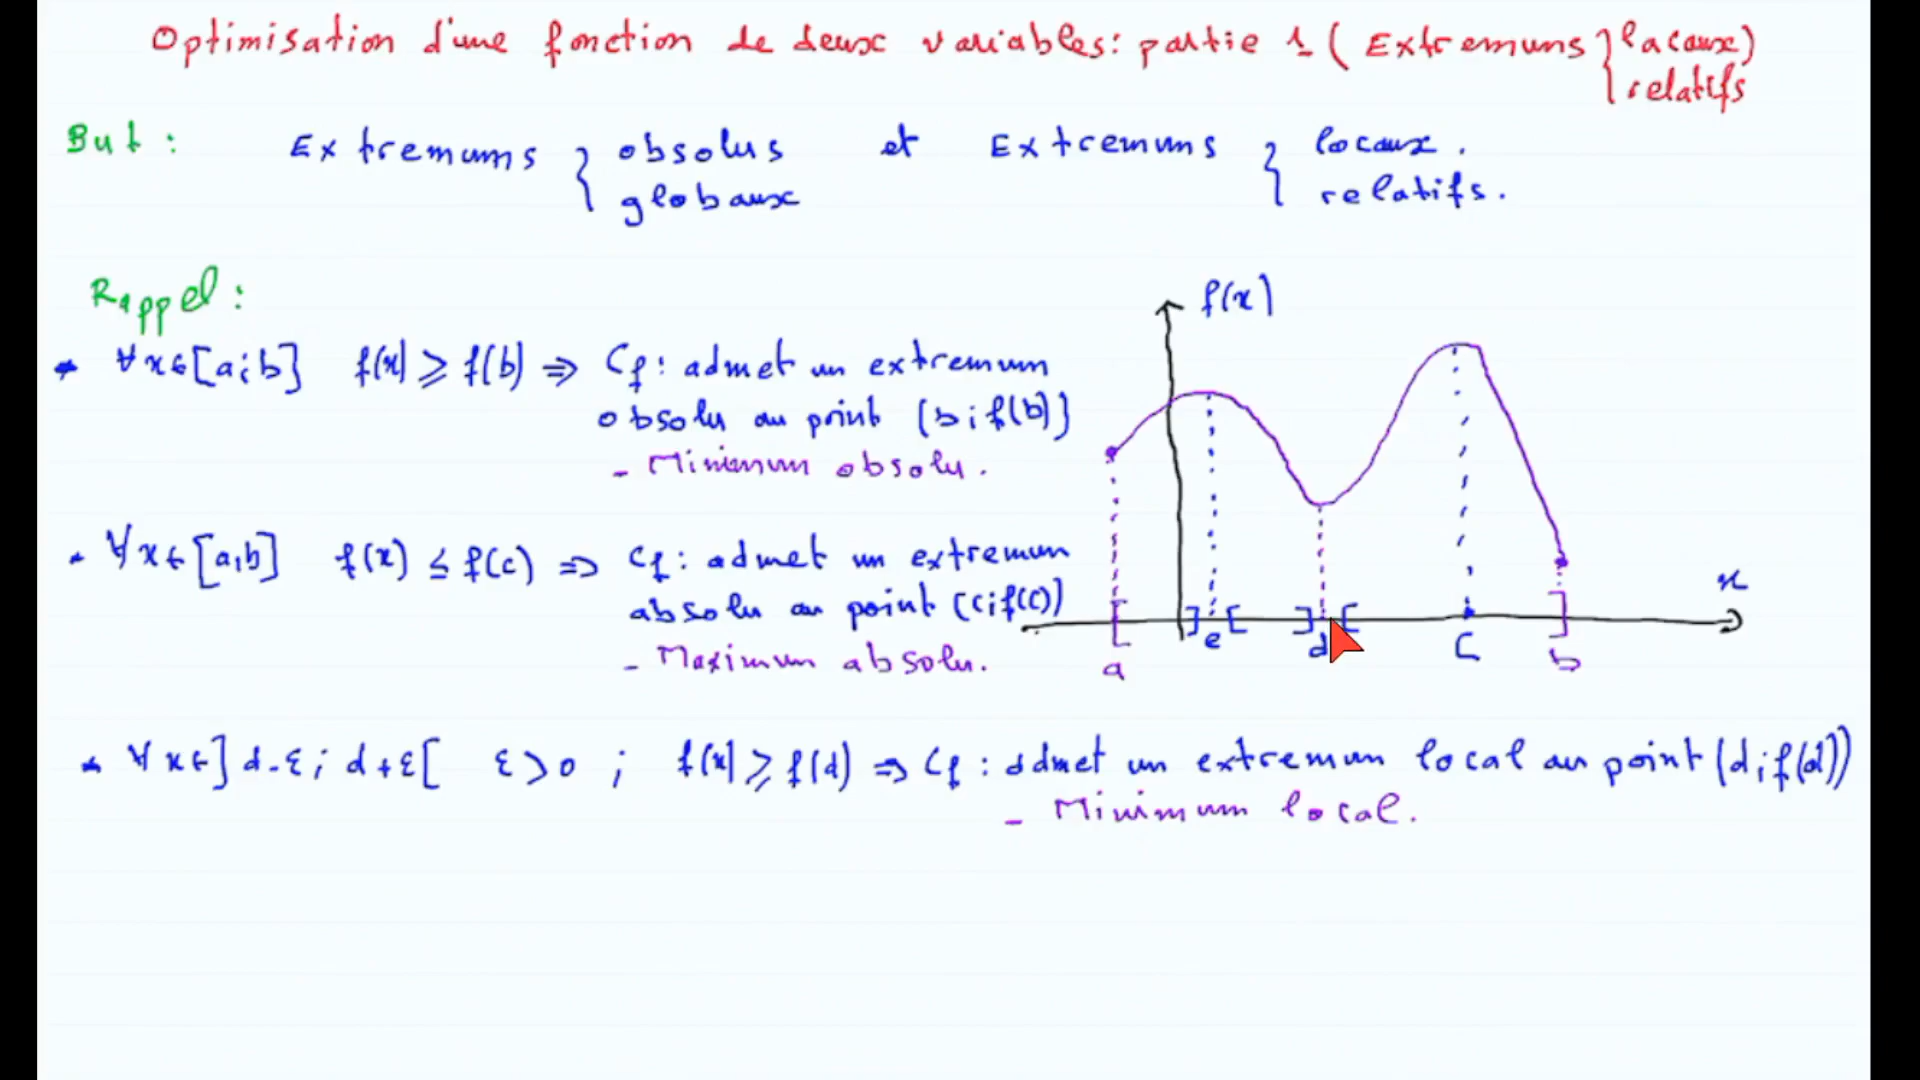 Optimisation d'une fonction de deux variables: partie 1 ( Extremums { locaux)
relatifs
But : Extremums { absolus et Extremums { locaux .
globaux relatifs .
Rappel :
* ∀x∈[a;b] f(x) ≥ f(b) ⇒ Cf : admet un extremum
absolu au point (b;f(b))
- Minimum absolu .
* ∀x∈[a,b] f(x) ≤ f(c) ⇒ Cf : admet un extremum
absolu au point (c;f(c))
- Maximum absolu.
f(x)
x
] e [ ] d [ c
[ a ] b
* ∀x∈]d-ε; d+ε[ ε>0 ; f(x) ≥ f(d) ⇒ Cf : admet un extremum local au point (d;f(d))
- Minimum local.